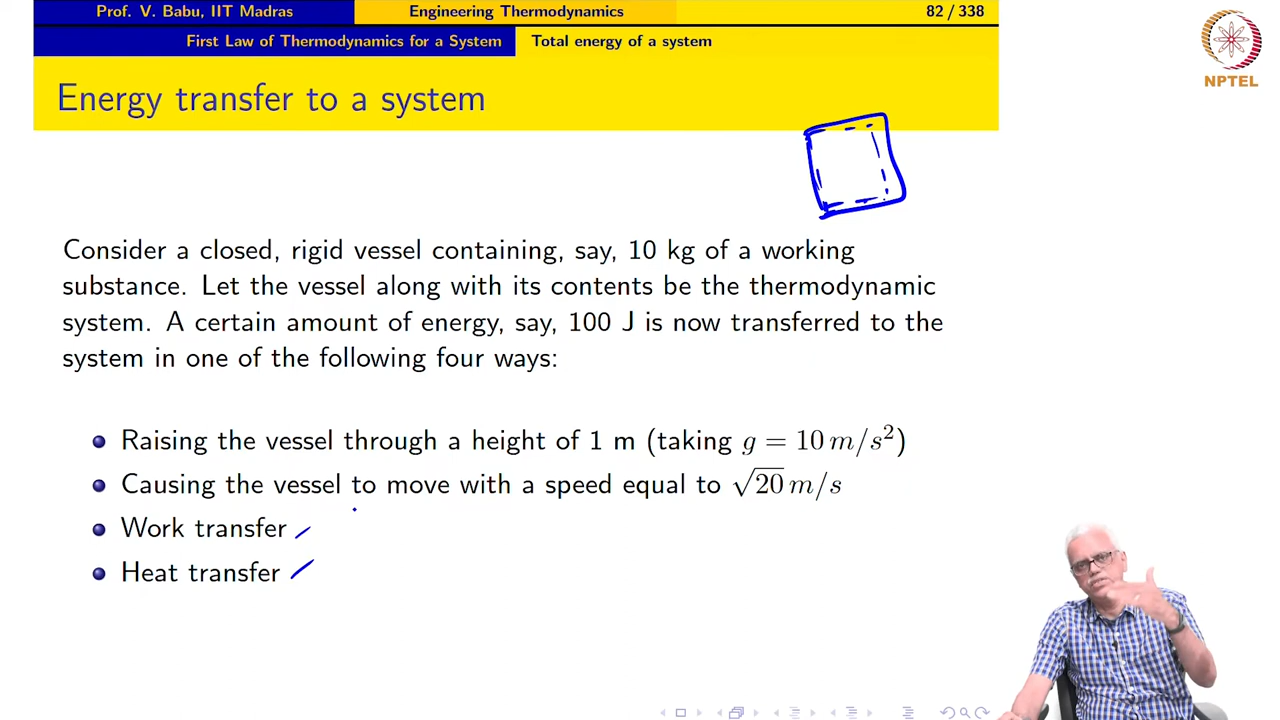 Prof. V. Babu, IIT Madras Engineering Thermodynamics 82 / 338
First Law of Thermodynamics for a System Total energy of a system
NPTEL
Energy transfer to a system
Consider a closed, rigid vessel containing, say, 10 kg of a working
substance. Let the vessel along with its contents be the thermodynamic
system. A certain amount of energy, say, 100 J is now transferred to the
system in one of the following four ways:
Raising the vessel through a height of 1 m (taking g = 10 m/s²)
Causing the vessel to move with a speed equal to √20 m/s
Work transfer
Heat transfer